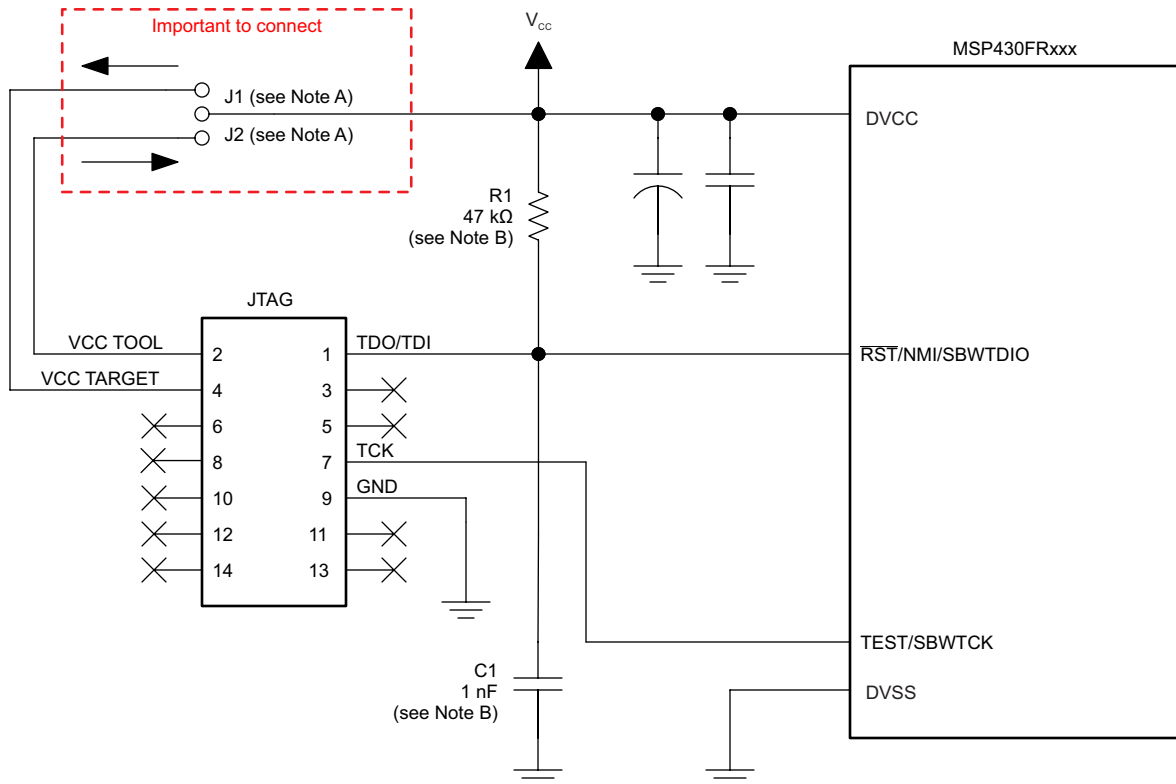 Important to connect
J1 (see Note A)
J2 (see Note A)
Vcc
MSP430FRxxx
DVCC
R1
47 kΩ
(see Note B)
JTAG
VCC TOOL
2
1
TDO/TDI
RST/NMI/SBWTDIO
VCC TARGET
4
3
6
5
8
7
TCK
10
9
GND
12
11
14
13
TEST/SBWTCK
C1
1 nF
(see Note B)
DVSS